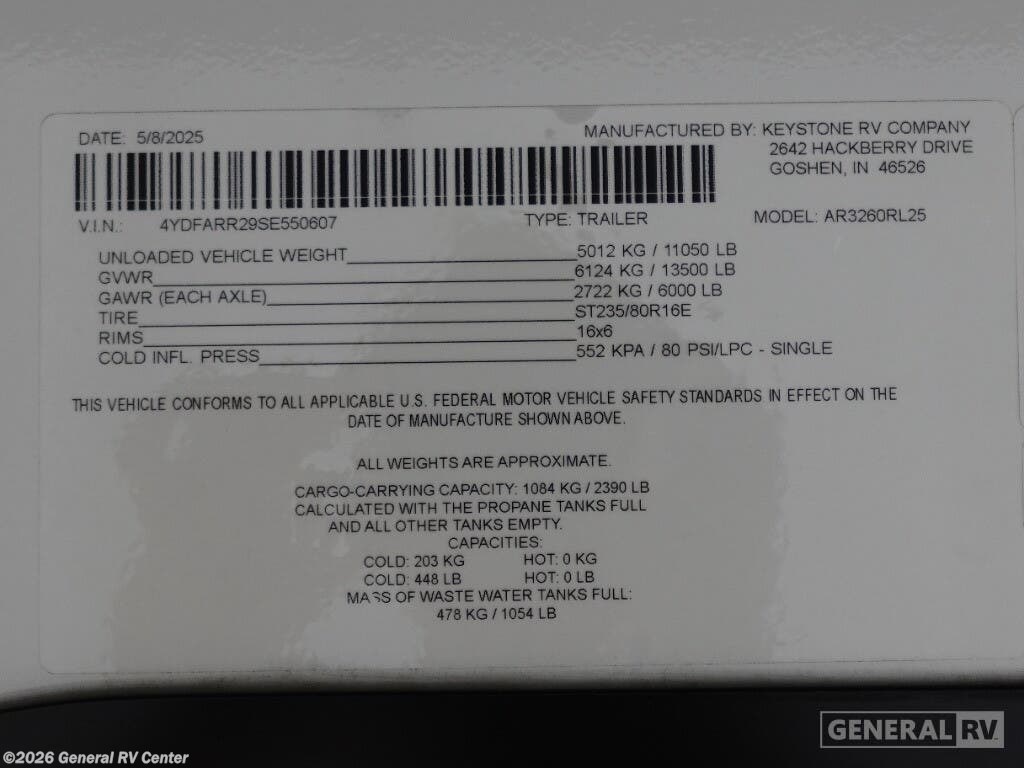 DATE: 5/8/2025
MANUFACTURED BY: KEYSTONE RV COMPANY
2642 HACKBERRY DRIVE
GOSHEN, IN 46526
V.I.N.: 4YDFARR29SE550607 TYPE: TRAILER MODEL: AR3260RL25
UNLOADED VEHICLE WEIGHT 5012 KG / 11050 LB
GVWR 6124 KG / 13500 LB
GAWR (EACH AXLE) 2722 KG / 6000 LB
TIRE ST235/80R16E
RIMS 16x6
COLD INFL. PRESS 552 KPA / 80 PSI/LPC - SINGLE
THIS VEHICLE CONFORMS TO ALL APPLICABLE U.S. FEDERAL MOTOR VEHICLE SAFETY STANDARDS IN EFFECT ON THE
DATE OF MANUFACTURE SHOWN ABOVE.
ALL WEIGHTS ARE APPROXIMATE.
CARGO-CARRYING CAPACITY: 1084 KG / 2390 LB
CALCULATED WITH THE PROPANE TANKS FULL
AND ALL OTHER TANKS EMPTY.
CAPACITIES:
COLD: 203 KG HOT: 0 KG
COLD: 448 LB HOT: 0 LB
MASS OF WASTE WATER TANKS FULL:
478 KG / 1054 LB
GENERAL RV
©2026 General RV Center